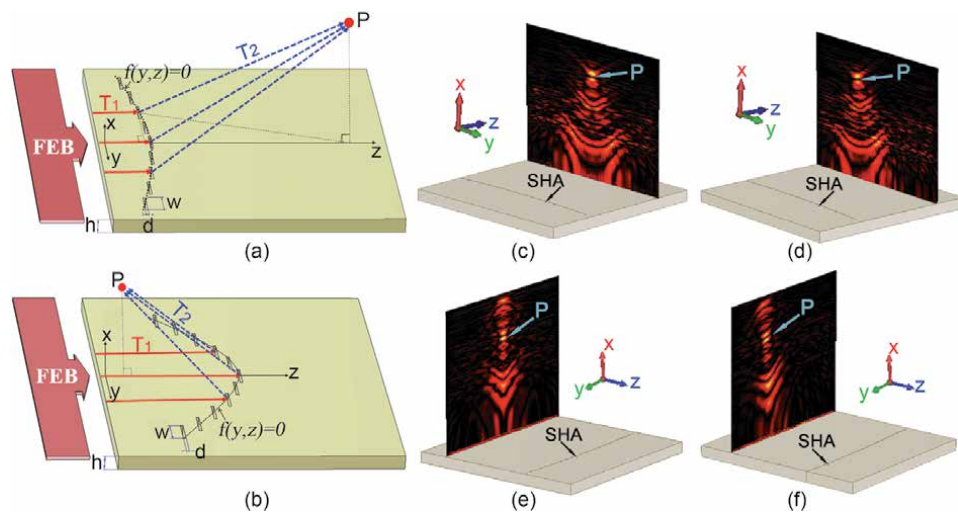 P
T2
f(y,z)=0
T1
x
FEB
z
y
w
h
d
(a)
P
x
z
y
SHA
(c)
P
x
z
y
SHA
(d)
P
T2
T1
x
FEB
z
y
w
f(y,z)=0
d
h
(b)
P
x
y
z
SHA
(e)
P
x
y
z
SHA
(f)